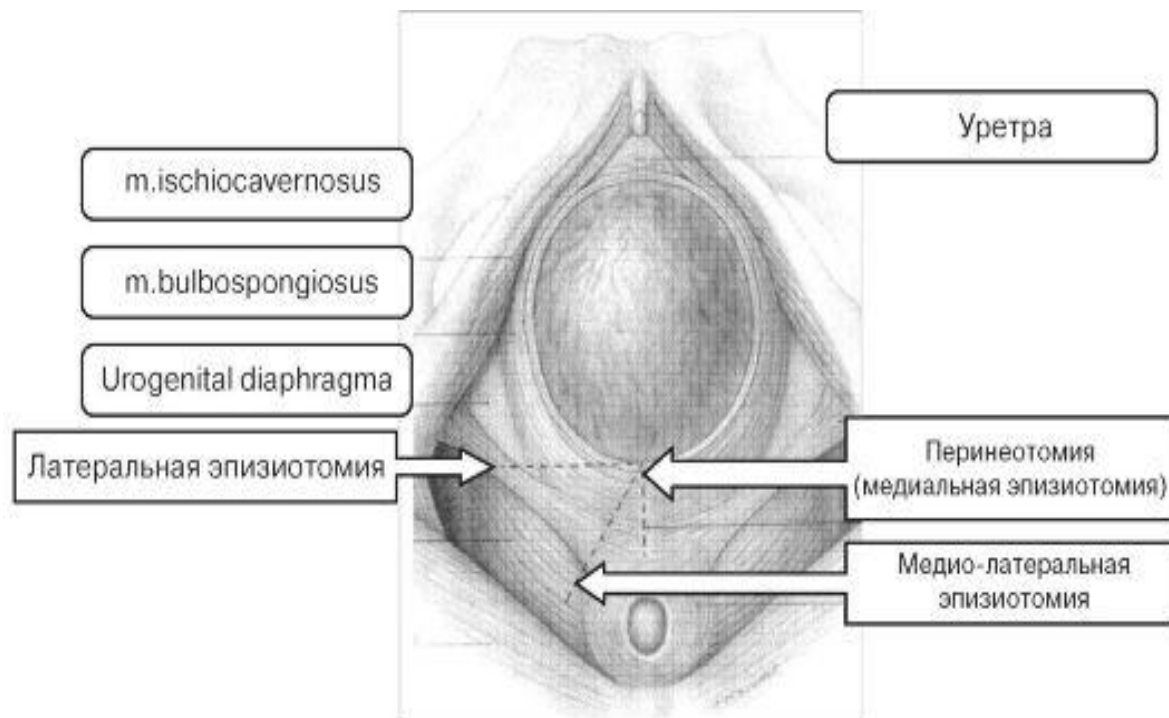 Уретра
m.ischiocavernosus
m.bulbospongiosus
Urogenital diaphragma
Латеральная эпизиотомия
Перинеотомия
(медиальная эпизиотомия)
Медио-латеральная
эпизиотомия